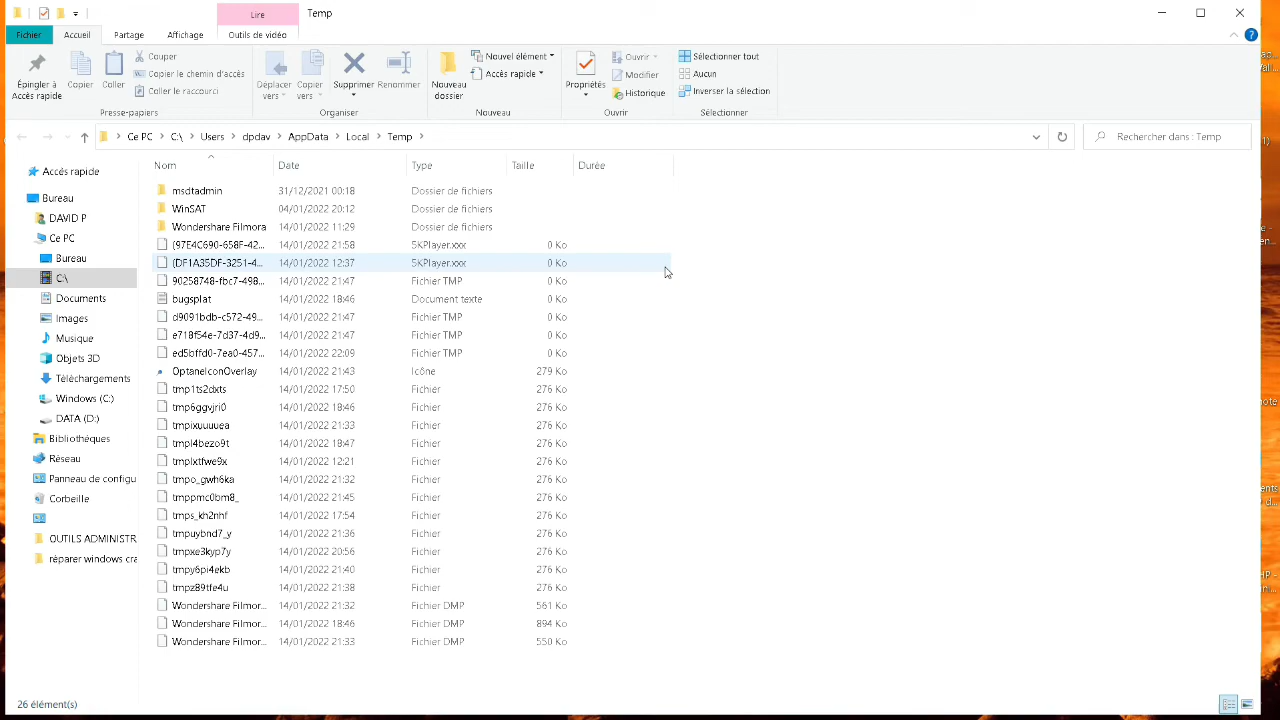 Lire
Temp
Fichier
Accueil
Partage
Affichage
Outils de vidéo
Épingler à
Accès rapide
Copier
Coller
Couper
Copier le chemin d'accès
Coller le raccourci
Presse-papiers
Déplacer
vers
Copier
vers
Supprimer
Renommer
Organiser
Nouveau
dossier
Nouvel élément
Accès rapide
Nouveau
Propriétés
Ouvrir
Modifier
Historique
Ouvrir
Sélectionner tout
Aucun
Inverser la sélection
Sélectionner
Ce PC > C:\ > Users > dpdav > AppData > Local > Temp >
Rechercher dans : Temp
Nom Date Type Taille Durée
msdtadmin 31/12/2021 00:18 Dossier de fichiers
WinSAT 04/01/2022 20:12 Dossier de fichiers
Wondershare Filmora 14/01/2022 11:29 Dossier de fichiers
{97E4C690-658F-42... 14/01/2022 21:58 5KPlayer.xxx 0 Ko
{DF1A35DF-3251-4... 14/01/2022 12:37 5KPlayer.xxx 0 Ko
90258748-fbc7-498... 14/01/2022 21:47 Fichier TMP 0 Ko
bugsplat 14/01/2022 18:46 Document texte 0 Ko
d9091bdb-c572-49... 14/01/2022 21:47 Fichier TMP 0 Ko
e718f54e-7d37-4d9... 14/01/2022 21:47 Fichier TMP 0 Ko
ed5bffd0-7ea0-457... 14/01/2022 22:09 Fichier TMP 0 Ko
OptaneIconOverlay 14/01/2022 21:43 Icône 279 Ko
tmp1ts2dxts 14/01/2022 17:50 Fichier 276 Ko
tmp6ggvjri0 14/01/2022 18:46 Fichier 276 Ko
tmpixuuuuea 14/01/2022 21:33 Fichier 276 Ko
tmpl4bezo9t 14/01/2022 18:47 Fichier 276 Ko
tmplxtfwe9x 14/01/2022 12:21 Fichier 276 Ko
tmpo_gwh6ka 14/01/2022 21:32 Fichier 276 Ko
tmppmc0bm8_ 14/01/2022 21:45 Fichier 276 Ko
tmps_kh2nhf 14/01/2022 17:54 Fichier 276 Ko
tmpuybnd7_y 14/01/2022 21:36 Fichier 276 Ko
tmpxe3kyp7y 14/01/2022 20:56 Fichier 276 Ko
tmpy6pi4ekb 14/01/2022 21:40 Fichier 276 Ko
tmpz89tfe4u 14/01/2022 21:38 Fichier 276 Ko
Wondershare Filmor... 14/01/2022 21:32 Fichier DMP 561 Ko
Wondershare Filmor... 14/01/2022 18:46 Fichier DMP 894 Ko
Wondershare Filmor... 14/01/2022 21:33 Fichier DMP 550 Ko
Accès rapide
Bureau
DAVID P
Ce PC
Bureau
C:\
Documents
Images
Musique
Objets 3D
Téléchargements
Windows (C:)
DATA (D:)
Bibliothèques
Réseau
Panneau de configu
Corbeille
OUTILS ADMINISTR
réparer windows cra
26 élément(s)